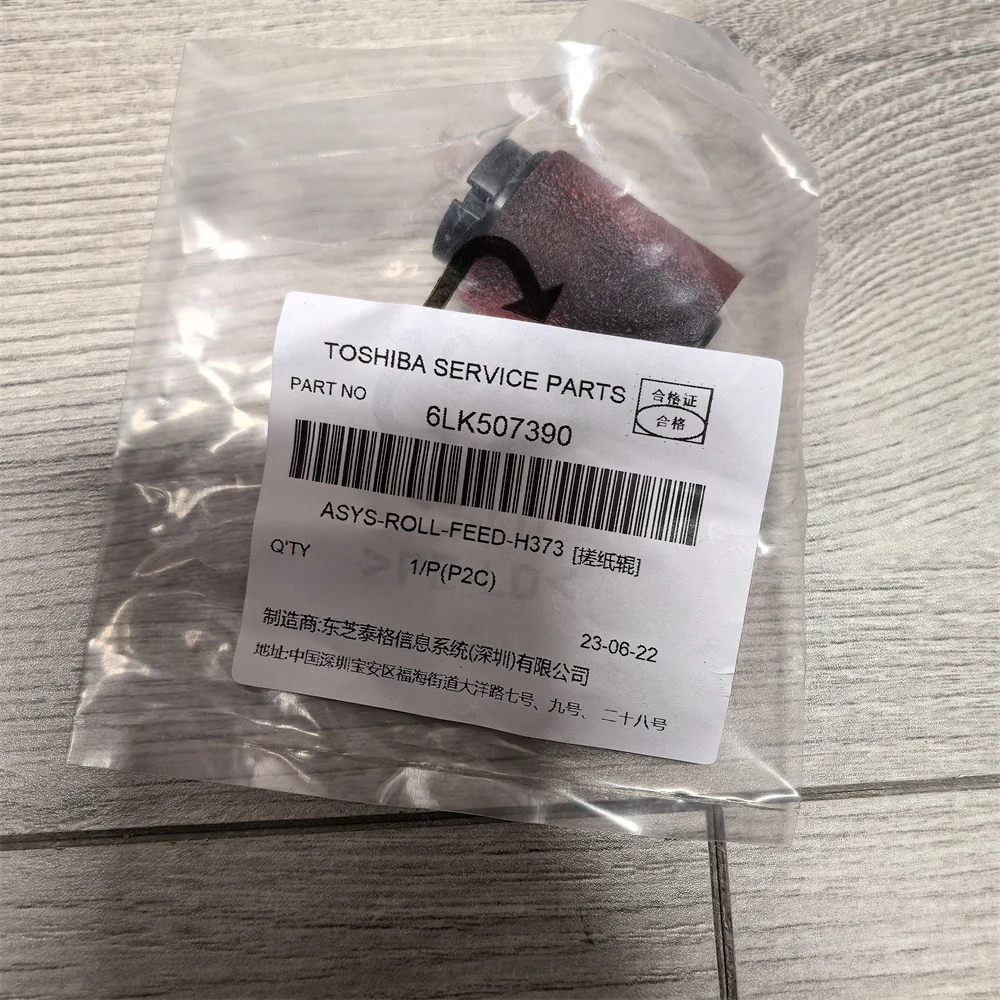 TOSHIBA SERVICE PARTS
合格证
合格
PART NO
6LK507390
ASYS-ROLL-FEED-H373 [搓纸辊]
Q'TY
1/P(P2C)
23-06-22
制造商:东芝泰格信息系统(深圳)有限公司
地址:中国深圳宝安区福海街道大洋路七号、九号、二十八号